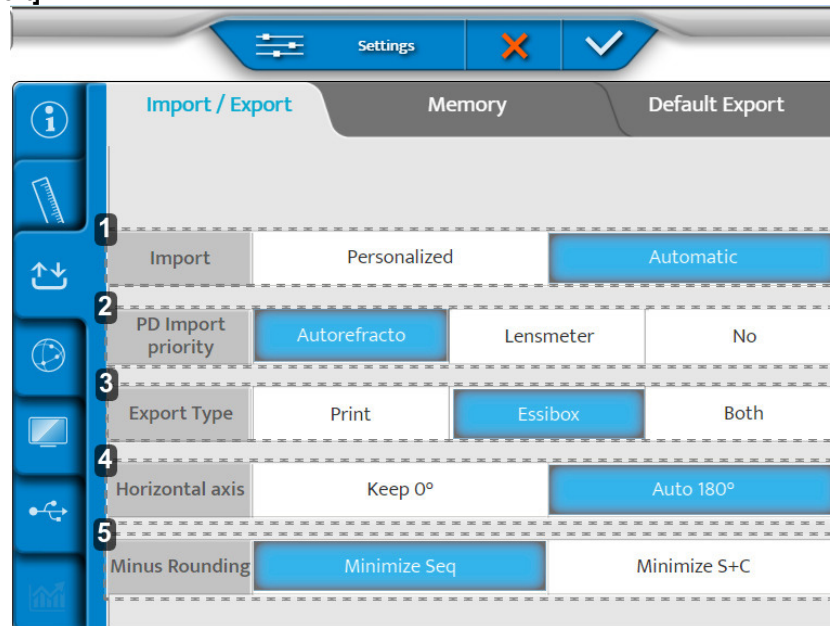 Settings
Import / Export Memory Default Export
1
Import Personalized Automatic
2
PD Import priority Autorefracto Lensmeter No
3
Export Type Print Essibox Both
4
Horizontal axis Keep 0° Auto 180°
5
Minus Rounding Minimize Seq Minimize S+C